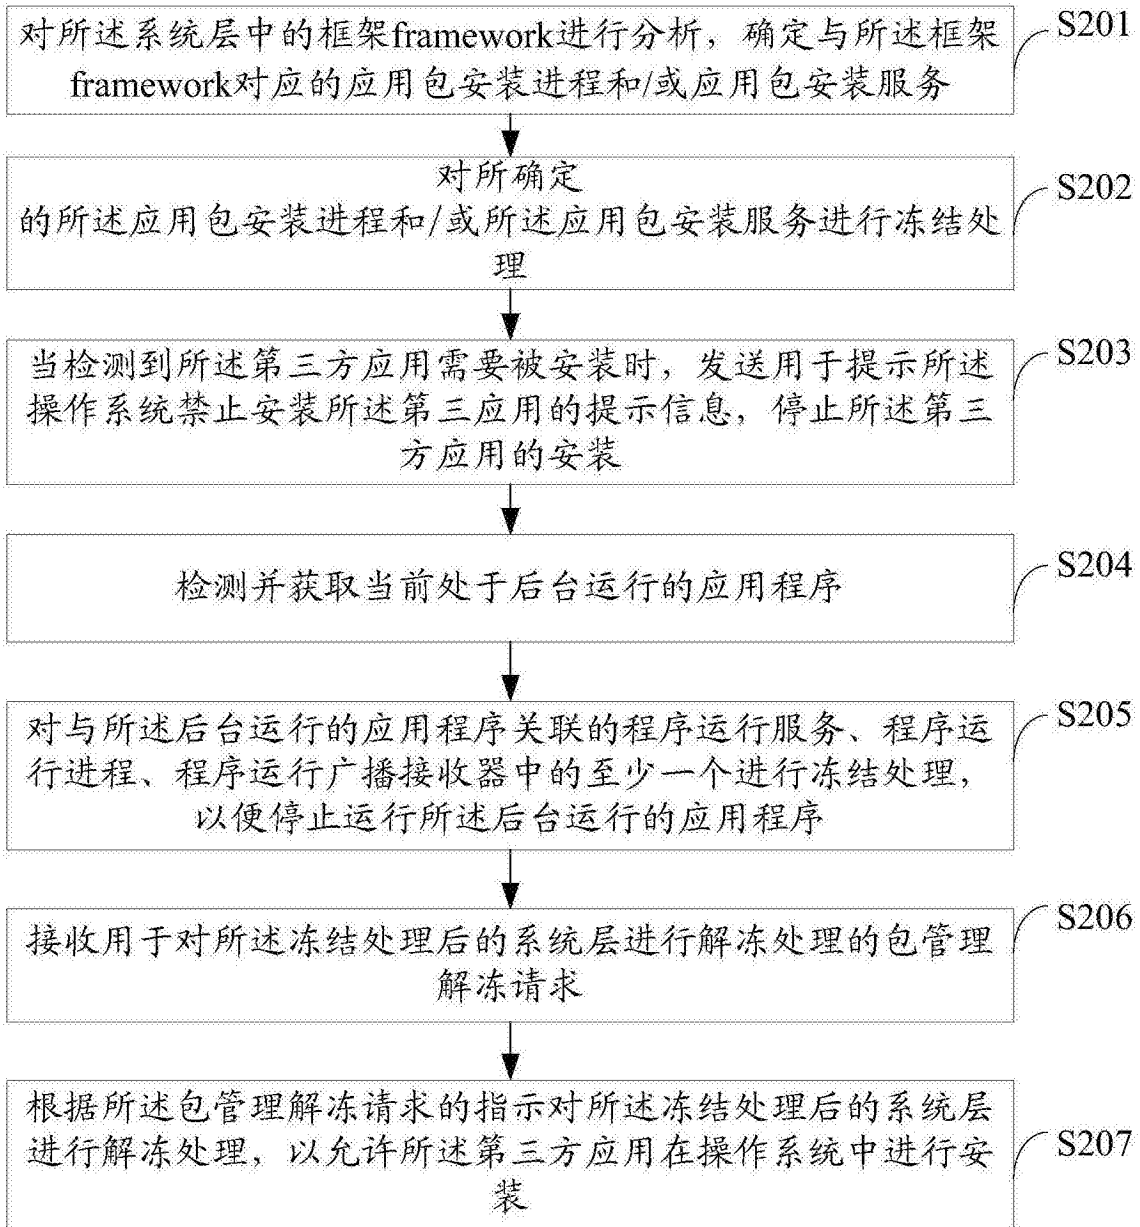 对所述系统层中的框架framework进行分析，确定与所述框架
framework对应的应用包安装进程和/或应用包安装服务
S201
对所确定
的所述应用包安装进程和/或所述应用包安装服务进行冻结处
理
S202
当检测到所述第三方应用需要被安装时，发送用于提示所述
操作系统禁止安装所述第三应用的提示信息，停止所述第三
方应用的安装
S203
检测并获取当前处于后台运行的应用程序
S204
对与所述后台运行的应用程序关联的程序运行服务、程序运
行进程、程序运行广播接收器中的至少一个进行冻结处理，
以便停止运行所述后台运行的应用程序
S205
接收用于对所述冻结处理后的系统层进行解冻处理的包管理
解冻请求
S206
根据所述包管理解冻请求的指示对所述冻结处理后的系统层
进行解冻处理，以允许所述第三方应用在操作系统中进行安
装
S207